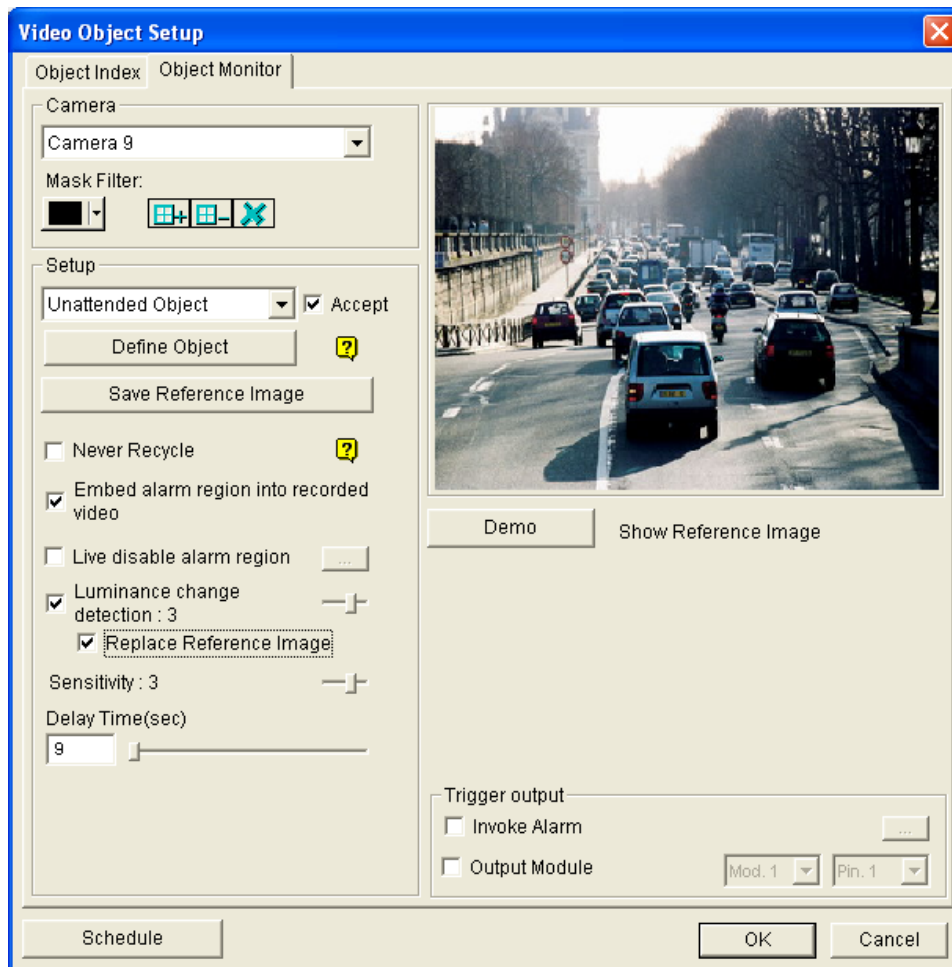 Video Object Setup
Object Index
Object Monitor
Camera
Camera 9
Mask Filter:
Setup
Unattended Object
Accept
Define Object
?
Save Reference Image
Never Recycle
?
Embed alarm region into recorded
video
Live disable alarm region
...
Luminance change
detection : 3
Replace Reference Image
Sensitivity : 3
Delay Time(sec)
9
Demo
Show Reference Image
Trigger output
Invoke Alarm
...
Output Module
Mod. 1
Pin. 1
Schedule
OK
Cancel